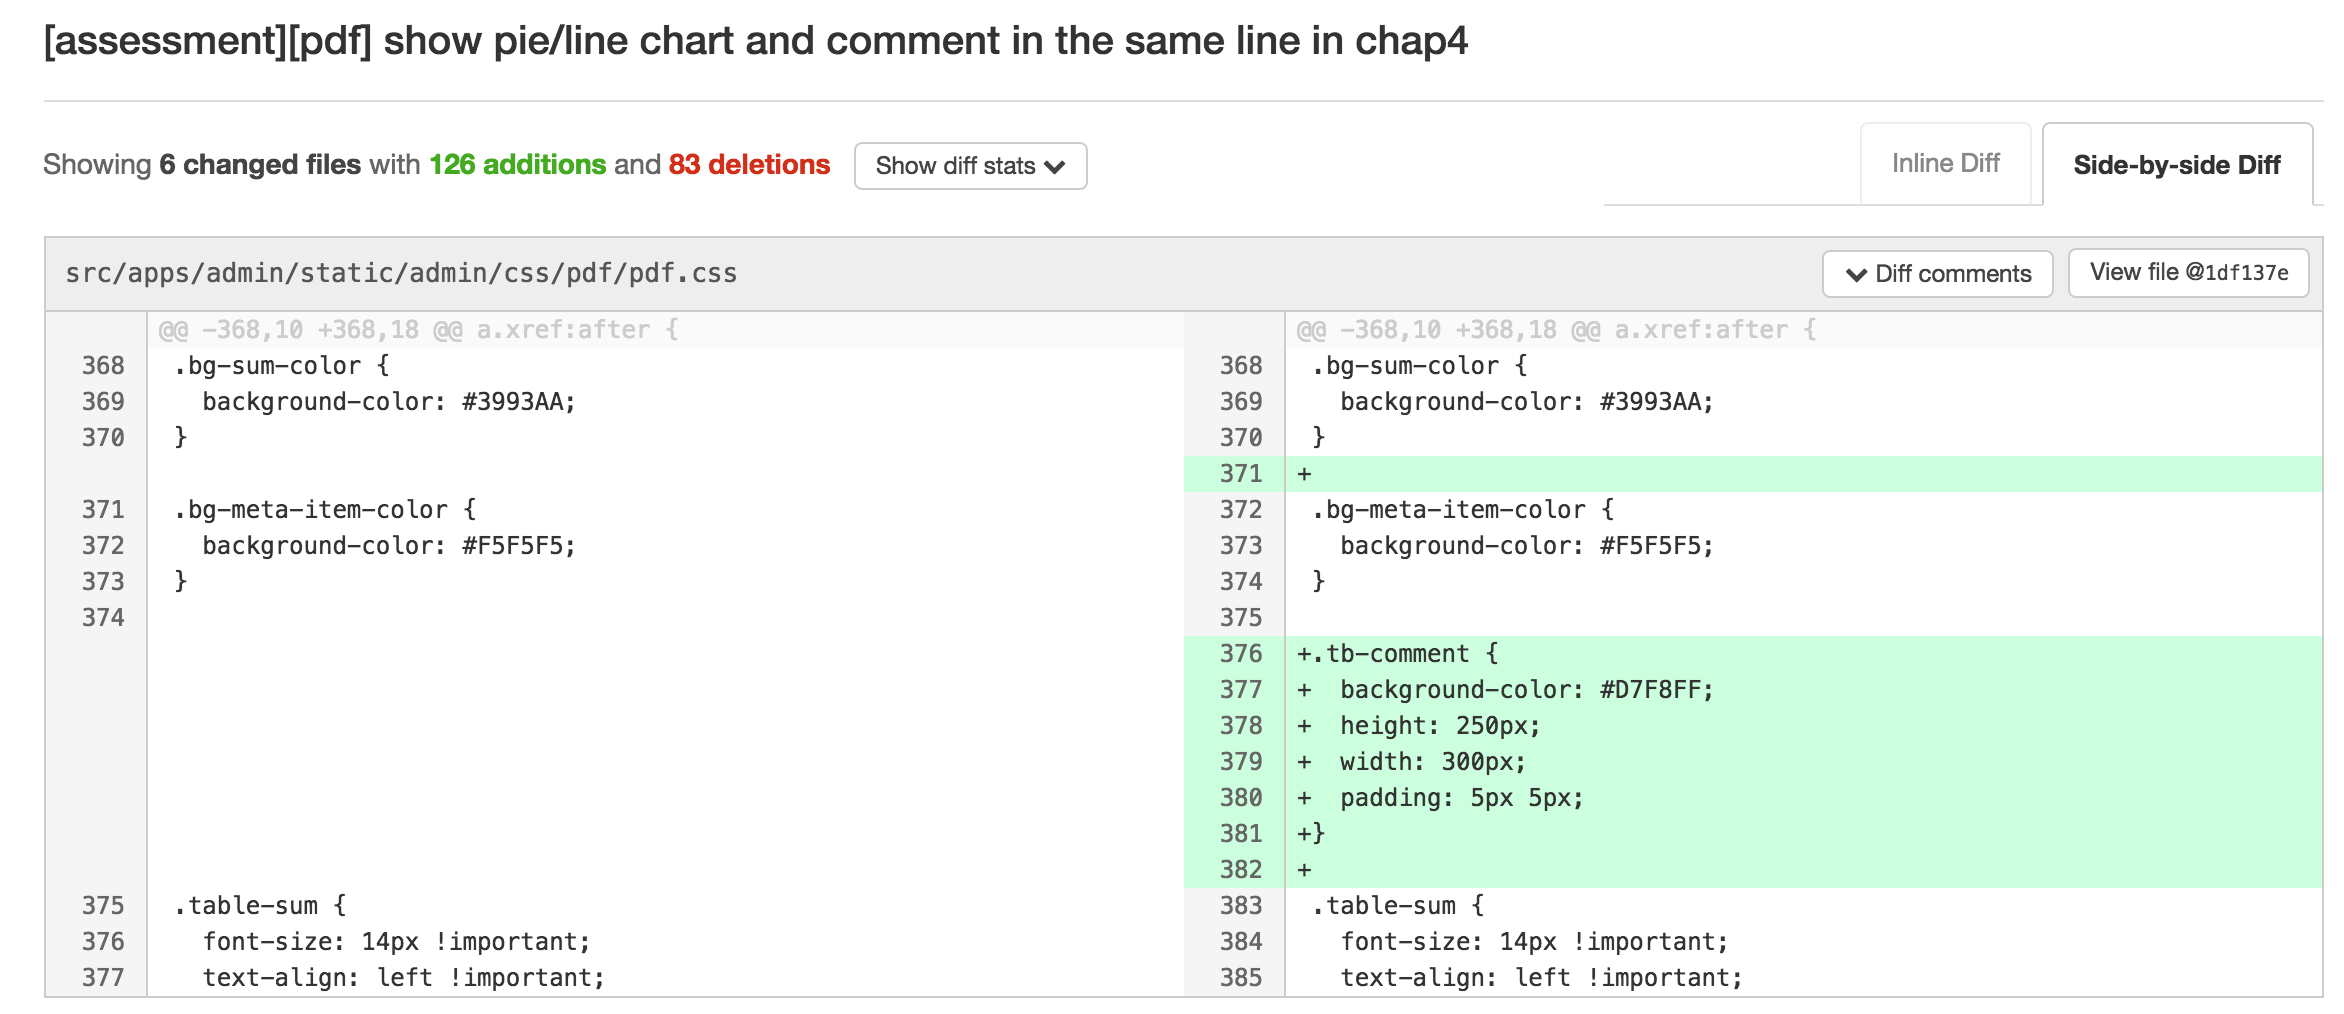 [assessment][pdf] show pie/line chart and comment in the same line in chap4
Showing 6 changed files with 126 additions and 83 deletions Show diff stats
Inline Diff Side-by-side Diff
src/apps/admin/static/admin/css/pdf/pdf.css Diff comments View file @1df137e
@@ -368,10 +368,18 @@ a.xref:after {
368 .bg-sum-color {
369 background-color: #3993AA;
370 }
371 .bg-meta-item-color {
372 background-color: #F5F5F5;
373 }
374
375 .table-sum {
376 font-size: 14px !important;
377 text-align: left !important;
@@ -368,10 +368,18 @@ a.xref:after {
368 .bg-sum-color {
369 background-color: #3993AA;
370 }
371 +
372 .bg-meta-item-color {
373 background-color: #F5F5F5;
374 }
375
376 +.tb-comment {
377 + background-color: #D7F8FF;
378 + height: 250px;
379 + width: 300px;
380 + padding: 5px 5px;
381 +}
382 +
383 .table-sum {
384 font-size: 14px !important;
385 text-align: left !important;